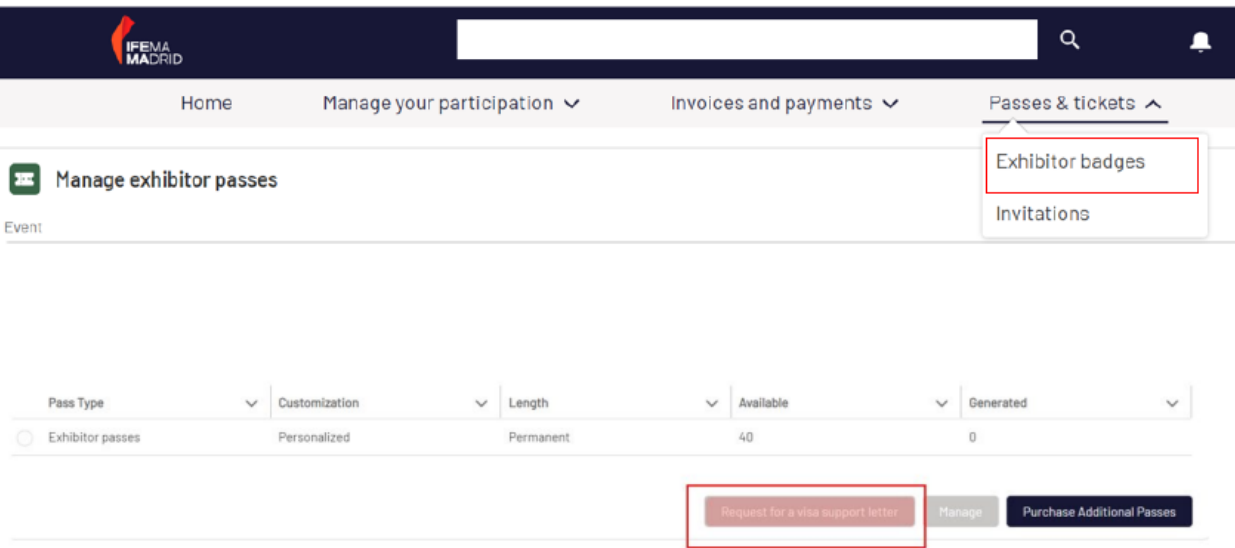 IFEMA
MADRID
Home Manage your participation Invoices and payments Passes & tickets
Exhibitor badges
Manage exhibitor passes
Invitations
Event
Pass Type Customization Length Available Generated
Exhibitor passes Personalized Permanent 40 0
Request for a visa support letter Manage Purchase Additional Passes